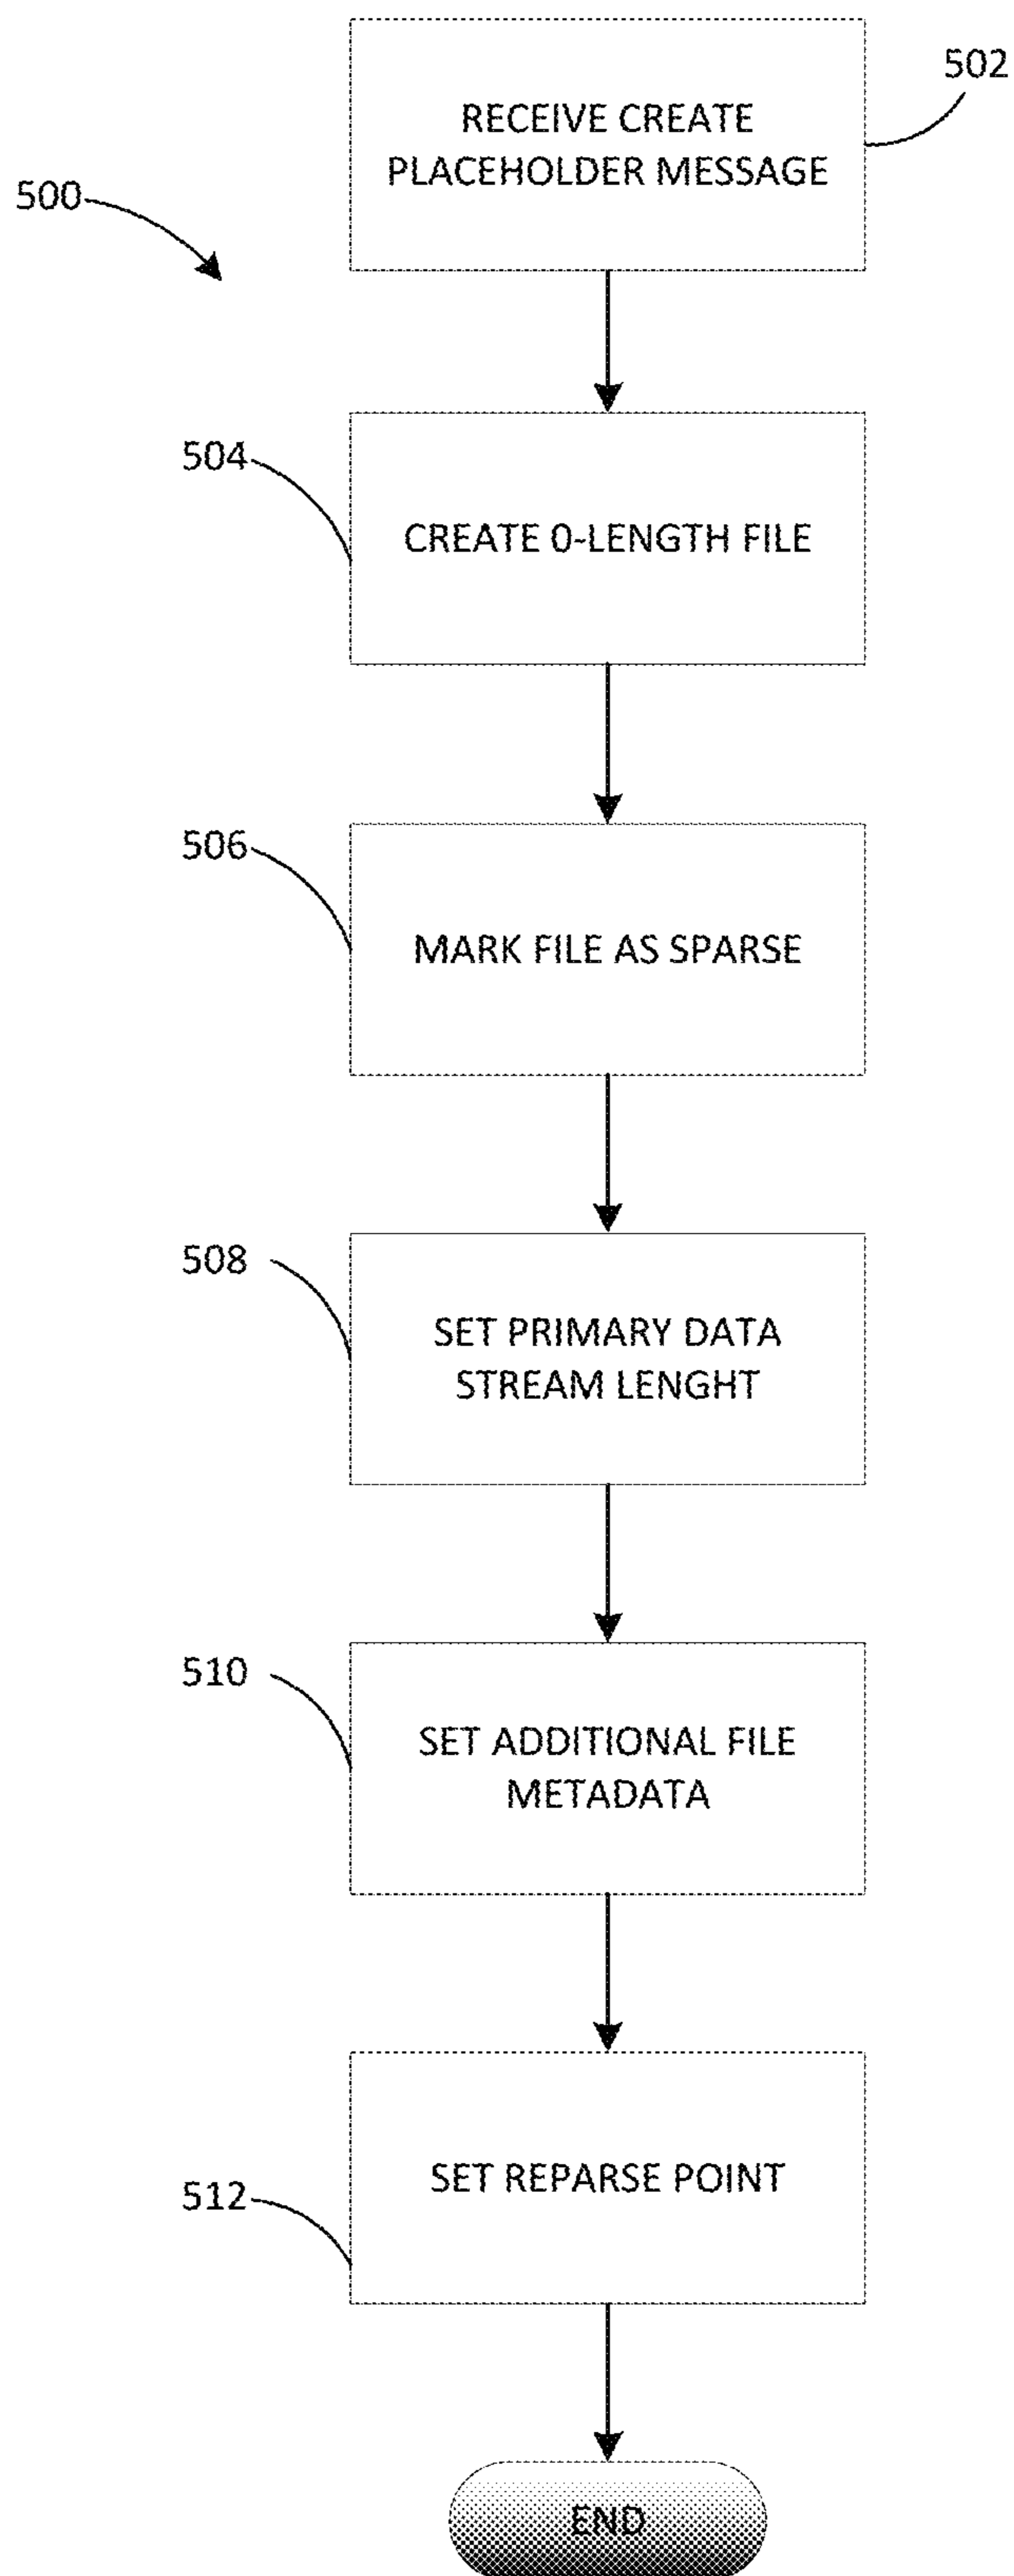 502
RECEIVE CREATE
PLACEHOLDER MESSAGE
500
504
CREATE 0-LENGTH FILE
506
MARK FILE AS SPARSE
508
SET PRIMARY DATA
STREAM LENGHT
510
SET ADDITIONAL FILE
METADATA
SET REPARSE POINT
512
END